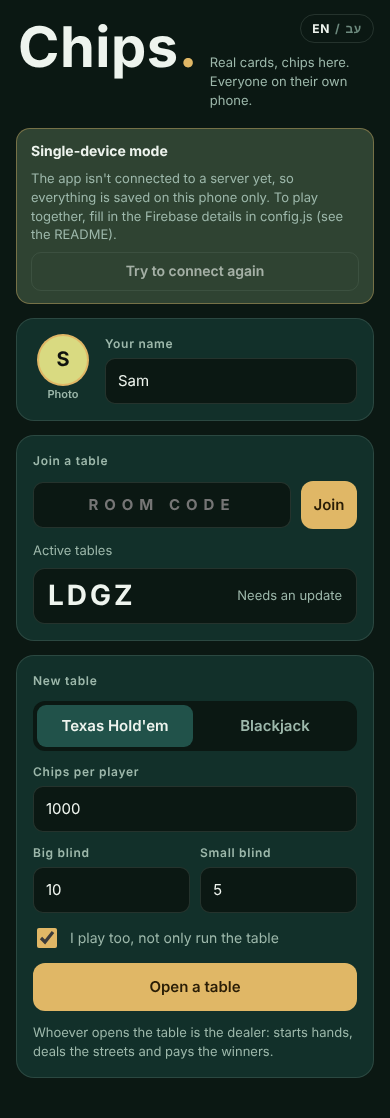 EN / עב
Chips.
Real cards, chips here.
Everyone on their own
phone.
Single-device mode
The app isn't connected to a server yet, so
everything is saved on this phone only. To play
together, fill in the Firebase details in config.js (see
the README).
Try to connect again
S
Photo
Your name
Sam
Join a table
ROOM CODE
Join
Active tables
LDGZ
Needs an update
New table
Texas Hold'em
Blackjack
Chips per player
1000
Big blind
Small blind
10
5
I play too, not only run the table
Open a table
Whoever opens the table is the dealer: starts hands,
deals the streets and pays the winners.